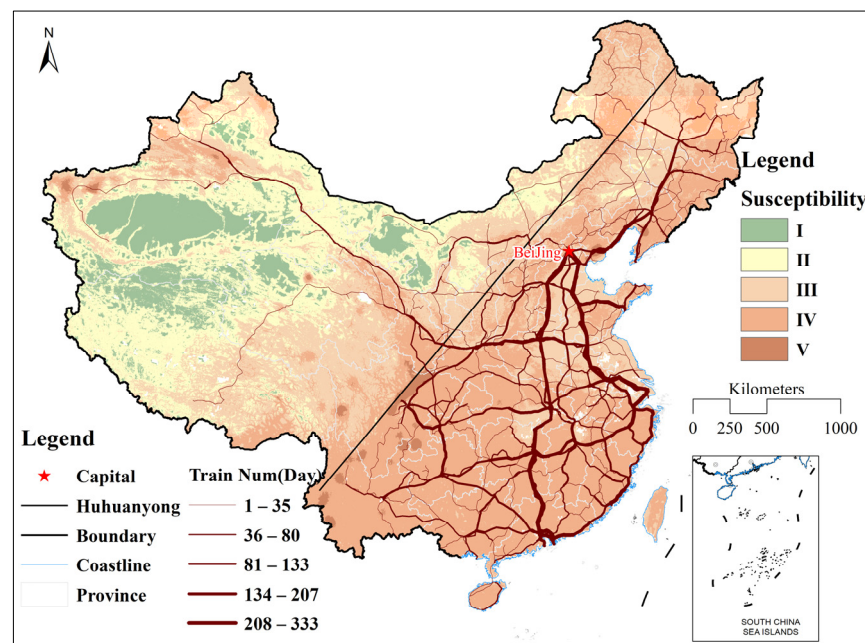 N
BeiJing
Legend
Susceptibility
I
II
III
IV
V
Kilometers
0 250 500 1000
Legend
Capital
Huhuanyong
Boundary
Coastline
Province
Train Num(Day)
1 – 35
36 – 80
81 – 133
134 – 207
208 – 333
SOUTH CHINA
SEA ISLANDS